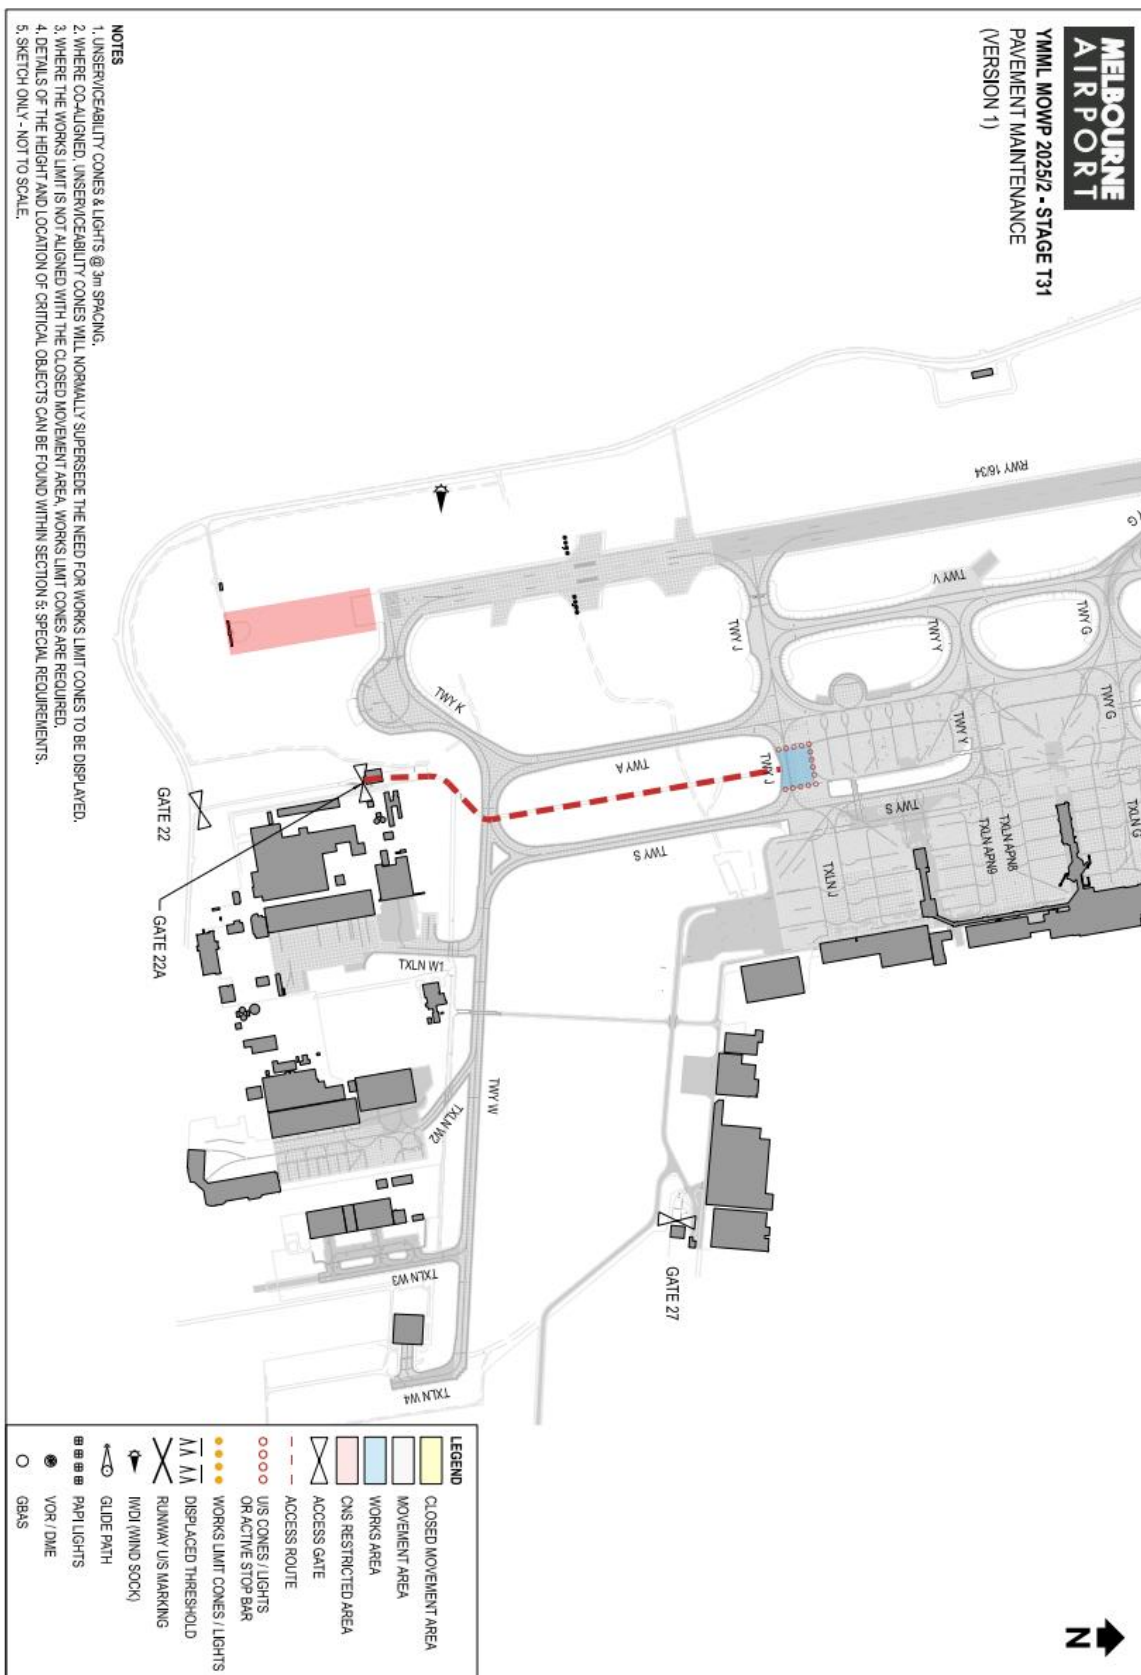 MELBOURNE
AIRPORT
YMML MOWP 2025/2 - STAGE T31
PAVEMENT MAINTENANCE
(VERSION 1)
RWY 16/34
G
TWY V
TWY G
TWY J
TWY Y
TWY G
TWY K
TWY Y
TWY A
TWY J
TWY S
TWY S
TXLN G
TXLN APN8
TXLN APN9
TXLN J
GATE 22
GATE 22A
TXLN W1
TWY W
TXLN W2
TXLN W3
TXLN W4
GATE 27
NOTES
1. UNSERVICEABILITY CONES & LIGHTS @ 3m SPACING.
2. WHERE CO-ALIGNED, UNSERVICEABILITY CONES WILL NORMALLY SUPERSEDE THE NEED FOR WORKS LIMIT CONES TO BE DISPLAYED.
3. WHERE THE WORKS LIMIT IS NOT ALIGNED WITH THE CLOSED MOVEMENT AREA, WORKS LIMIT CONES ARE REQUIRED.
4. DETAILS OF THE HEIGHT AND LOCATION OF CRITICAL OBJECTS CAN BE FOUND WITHIN SECTION 5: SPECIAL REQUIREMENTS.
5. SKETCH ONLY - NOT TO SCALE.
LEGEND
CLOSED MOVEMENT AREA
MOVEMENT AREA
WORKS AREA
CNS RESTRICTED AREA
ACCESS GATE
ACCESS ROUTE
U/S CONES / LIGHTS
OR ACTIVE STOP BAR
WORKS LIMIT CONES / LIGHTS
DISPLACED THRESHOLD
RUNWAY U/S MARKING
IWDI (WIND SOCK)
GLIDE PATH
PAPI LIGHTS
VOR / DME
GBAS
N